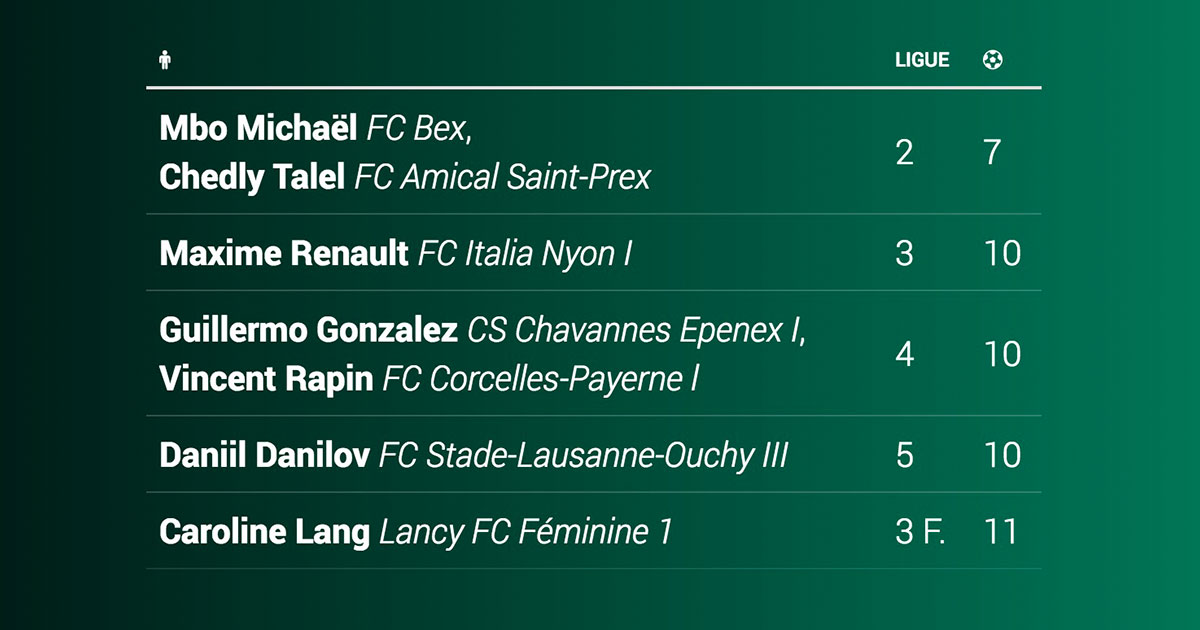 LIGUE
Mbo Michaël FC Bex,
Chedly Talel FC Amical Saint-Prex
2 7
Maxime Renault FC Italia Nyon I 3 10
Guillermo Gonzalez CS Chavannes Epenex I,
Vincent Rapin FC Corcelles-Payerne l
4 10
Daniil Danilov FC Stade-Lausanne-Ouchy III 5 10
Caroline Lang Lancy FC Féminine 1 3 F. 11